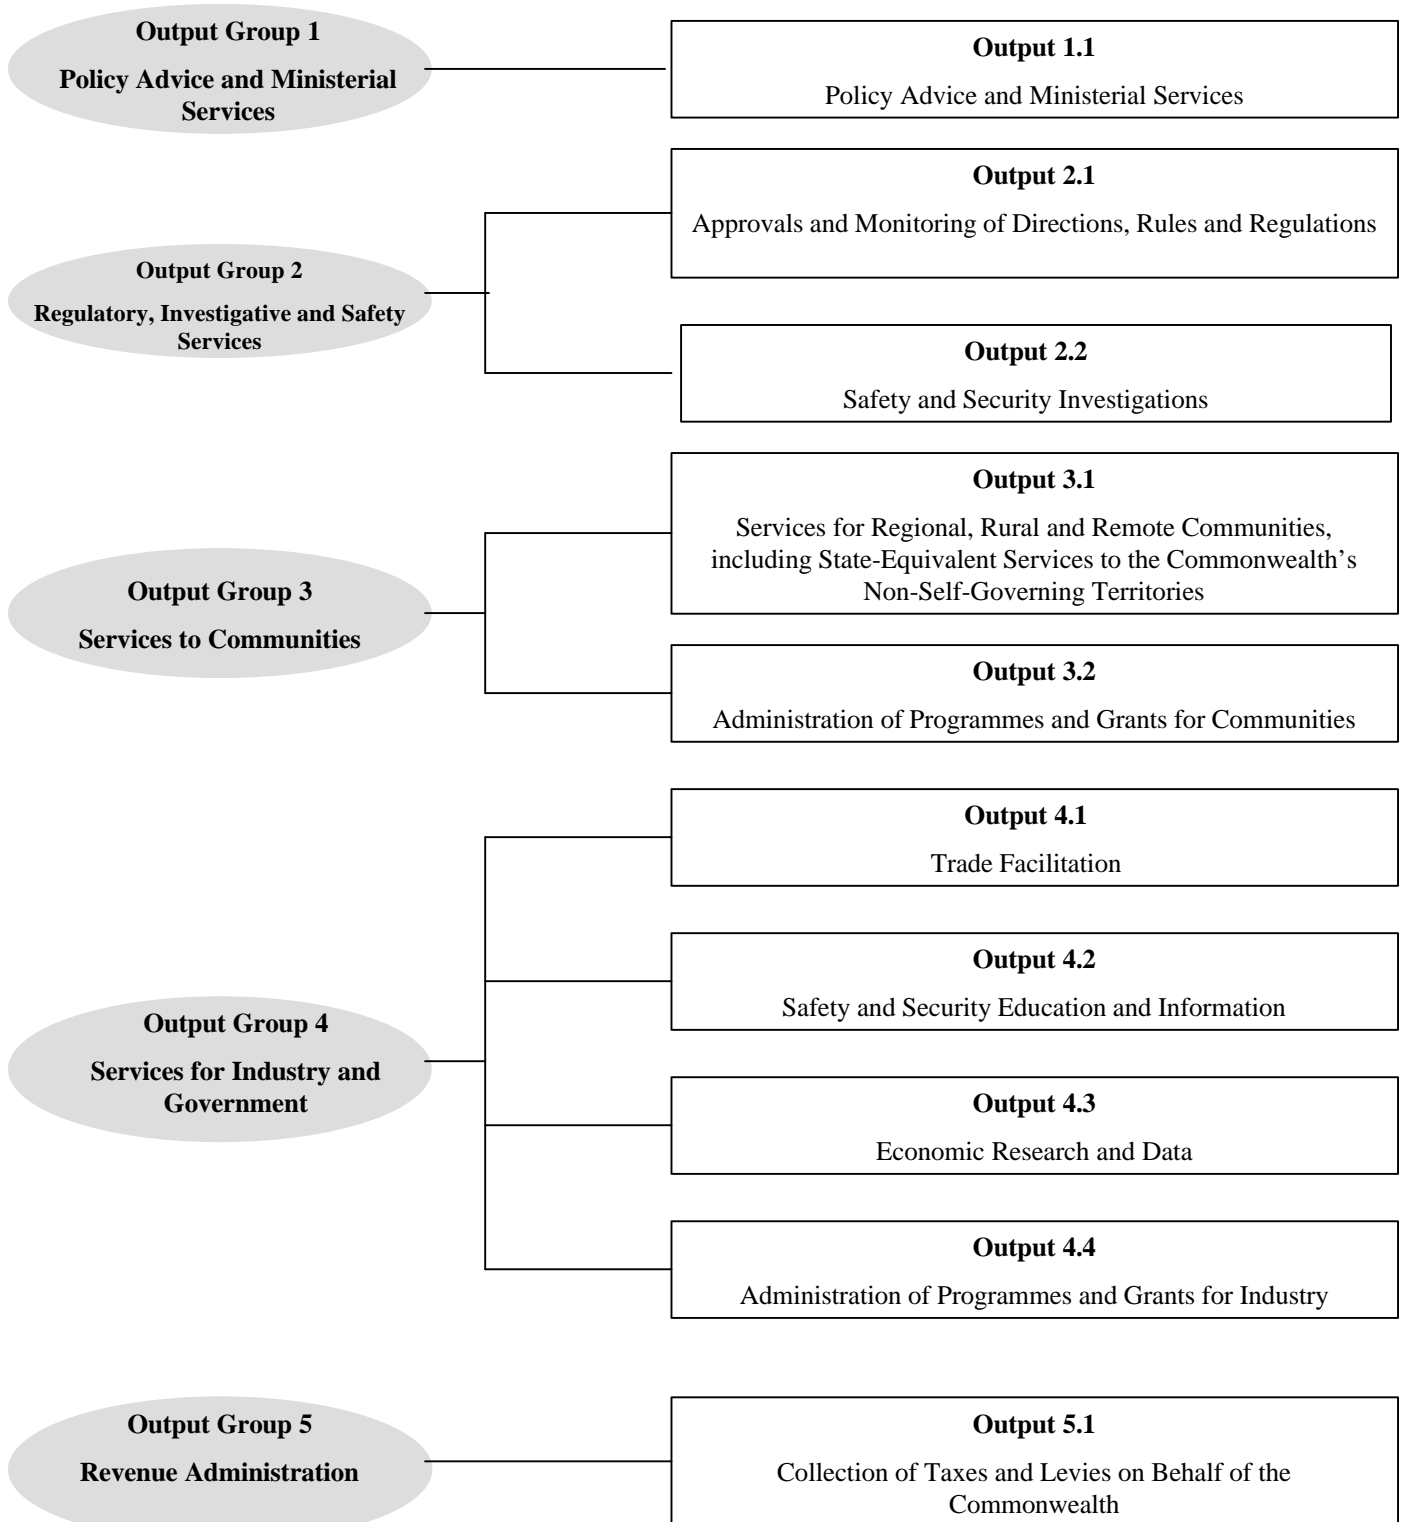 Output Group 1
Policy Advice and Ministerial
Services
Output 1.1
Policy Advice and Ministerial Services
Output Group 2
Regulatory, Investigative and Safety
Services
Output 2.1
Approvals and Monitoring of Directions, Rules and Regulations
Output 2.2
Safety and Security Investigations
Output Group 3
Services to Communities
Output 3.1
Services for Regional, Rural and Remote Communities,
including State-Equivalent Services to the Commonwealth’s
Non-Self-Governing Territories
Output 3.2
Administration of Programmes and Grants for Communities
Output Group 4
Services for Industry and
Government
Output 4.1
Trade Facilitation
Output 4.2
Safety and Security Education and Information
Output 4.3
Economic Research and Data
Output 4.4
Administration of Programmes and Grants for Industry
Output Group 5
Revenue Administration
Output 5.1
Collection of Taxes and Levies on Behalf of the
Commonwealth